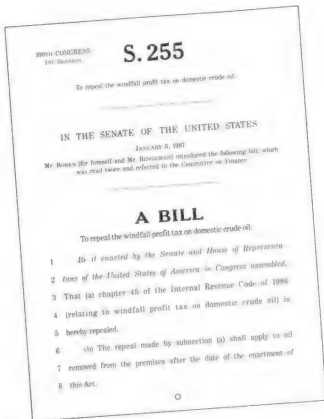 100TH CONGRESS
1ST SESSION
S. 255
To repeal the windfall profit tax on domestic crude oil.
IN THE SENATE OF THE UNITED STATES
JANUARY 6, 1987
Mr. BOREN (for himself and Mr. BINGAMAN) introduced the following bill; which
was read twice and referred to the Committee on Finance
A BILL
To repeal the windfall profit tax on domestic crude oil.
1 Be it enacted by the Senate and House of Representa-
2 tives of the United States of America in Congress assembled,
3 That (a) chapter 45 of the Internal Revenue Code of 1986
4 (relating to windfall profit tax on domestic crude oil) is
5 hereby repealed.
6 (b) The repeal made by subsection (a) shall apply to oil
7 removed from the premises after the date of the enactment of
8 this Act.